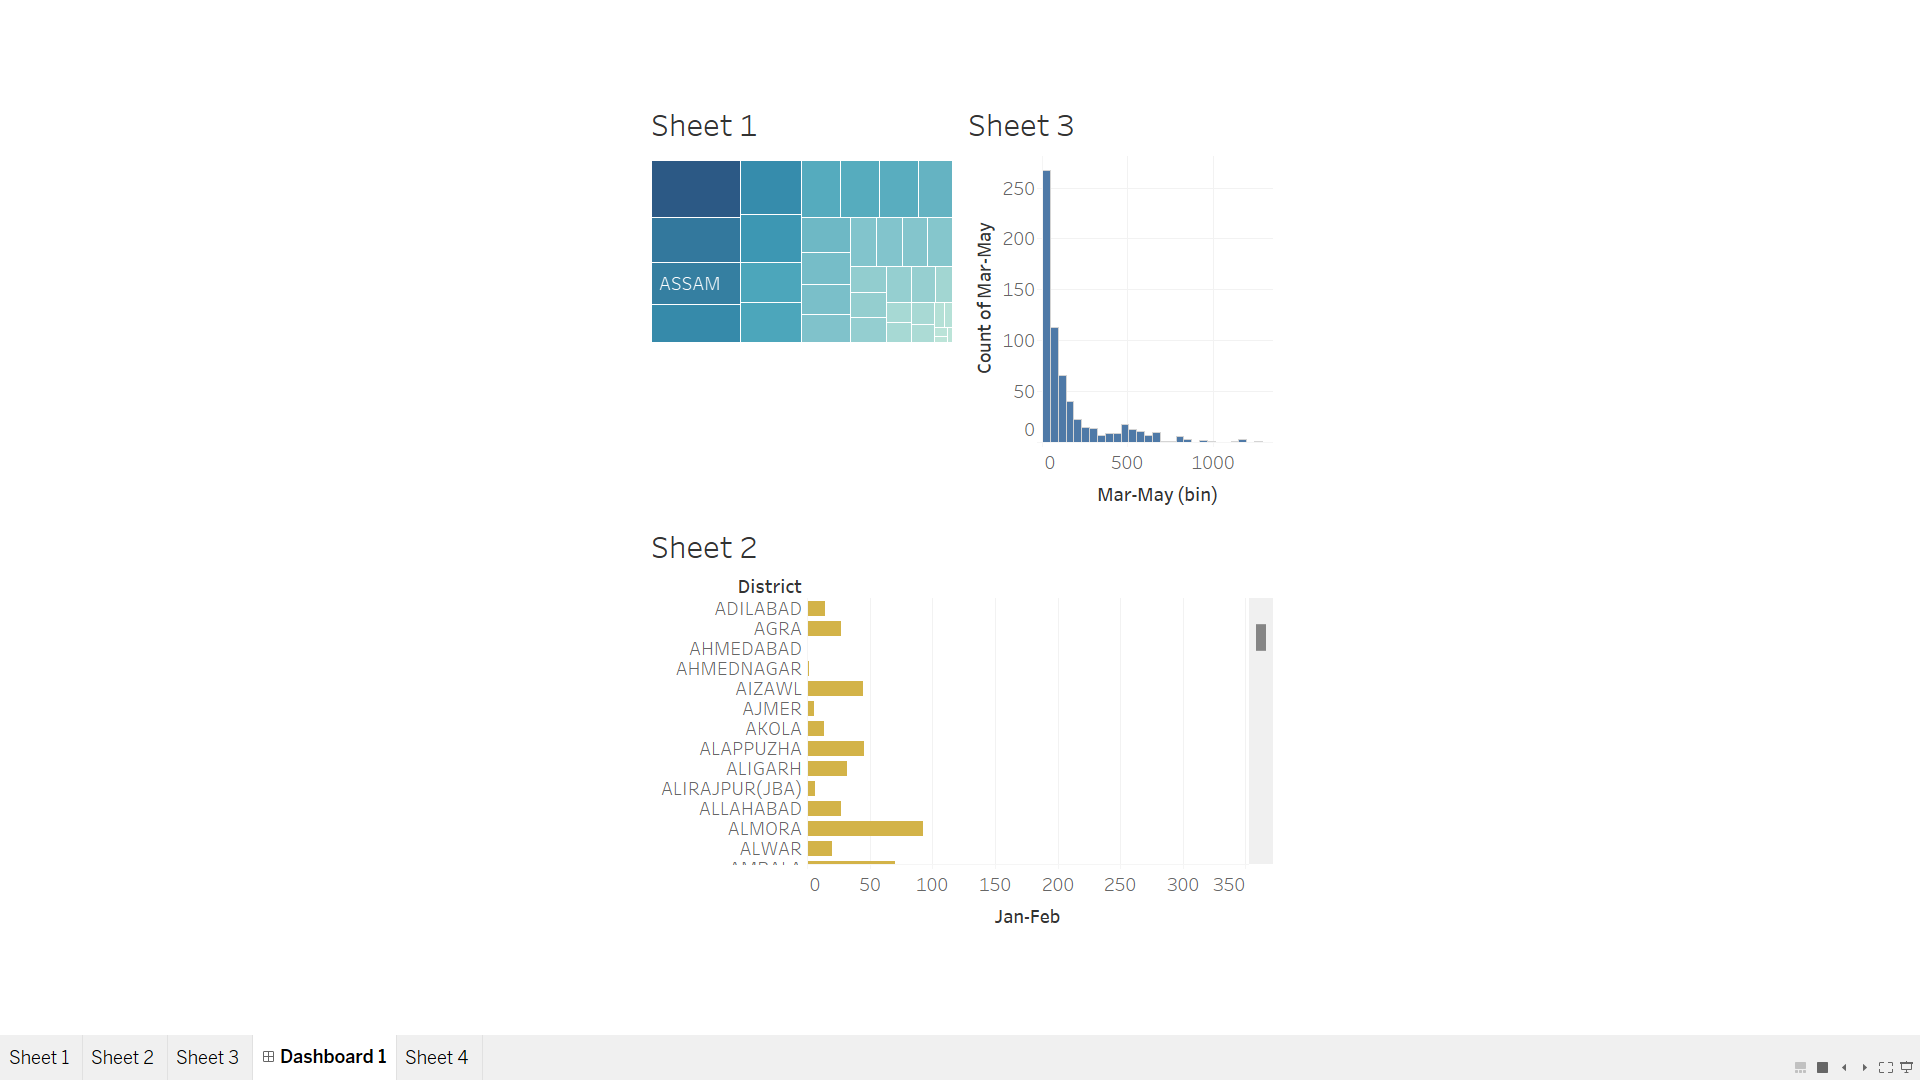 Sheet 1
ASSAM
Sheet 3
Count of Mar-May
250
200
150
100
50
0
0 500 1000
Mar-May (bin)
Sheet 2
District
ADILABAD
AGRA
AHMEDABAD
AHMEDNAGAR
AIZAWL
AJMER
AKOLA
ALAPPUZHA
ALIGARH
ALIRAJPUR(JBA)
ALLAHABAD
ALMORA
ALWAR
0 50 100 150 200 250 300 350
Jan-Feb
Sheet 1 Sheet 2 Sheet 3 Dashboard 1 Sheet 4